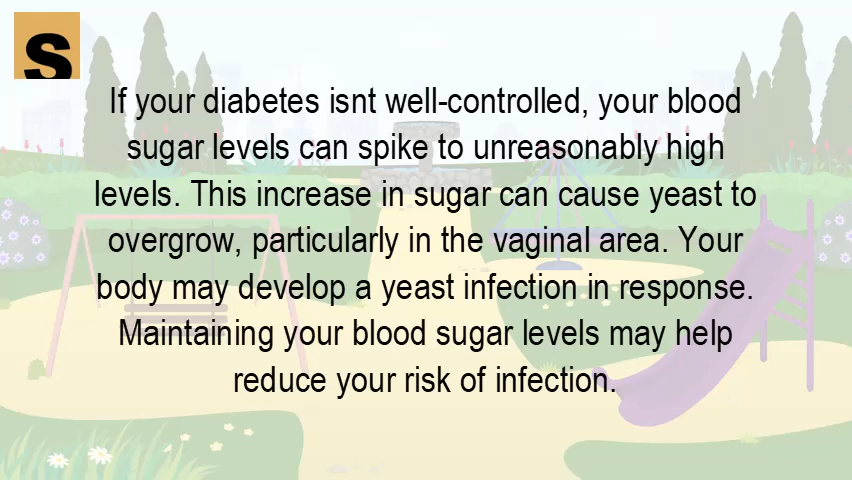 S
If your diabetes isnt well-controlled, your blood
sugar levels can spike to unreasonably high
levels. This increase in sugar can cause yeast to
overgrow, particularly in the vaginal area. Your
body may develop a yeast infection in response.
Maintaining your blood sugar levels may help
reduce your risk of infection.